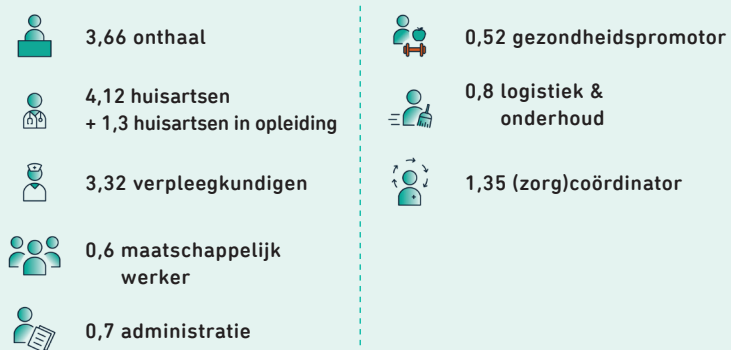 3,66 onthaal
4,12 huisartsen
+ 1,3 huisartsen in opleiding
3,32 verpleegkundigen
0,6 maatschappelijk
werker
0,7 administratie
0,52 gezondheidspromotor
0,8 logistiek &
onderhoud
1,35 (zorg)coördinator